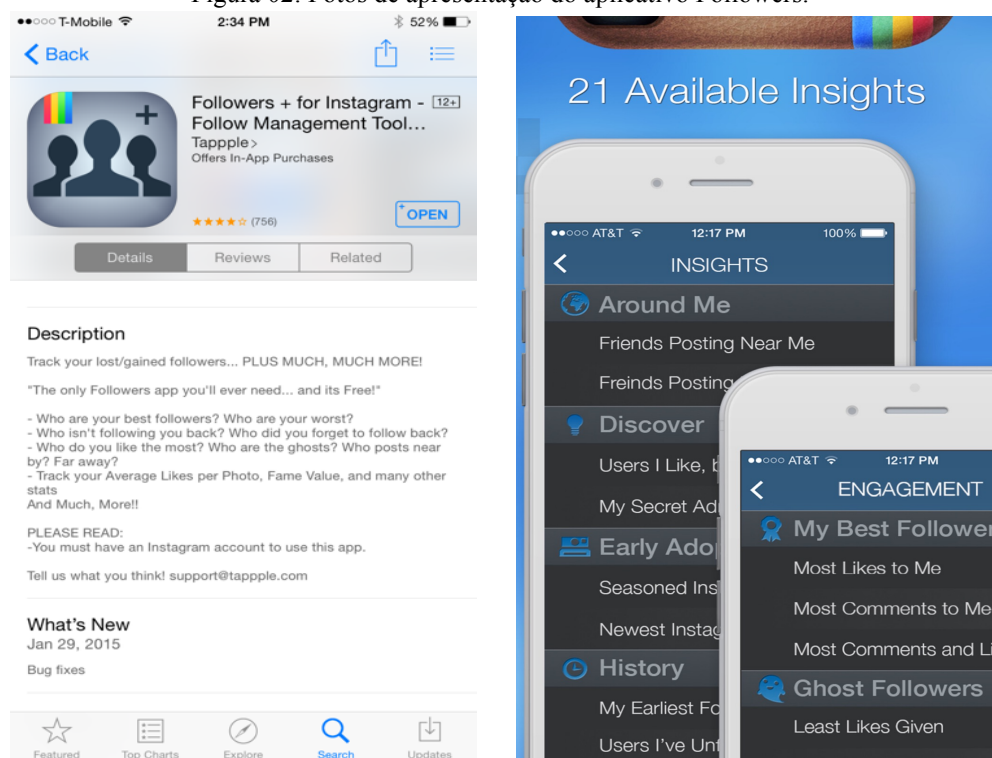 Figura 02: Fotos de apresentação do aplicativo Followers.
T-Mobile 2:34 PM 52%
Back
Followers + for Instagram - 12+
Follow Management Tool...
Tappple>
Offers In-App Purchases
(756)
+OPEN
Details Reviews Related
Description
Track your lost/gained followers... PLUS MUCH, MUCH MORE!
"The only Followers app you'll ever need... and its Free!"
- Who are your best followers? Who are your worst?
- Who isn't following you back? Who did you forget to follow back?
- Who do you like the most? Who are the ghosts? Who posts near
by? Far away?
- Track your Average Likes per Photo, Fame Value, and many other
stats
And Much, More!!
PLEASE READ:
-You must have an Instagram account to use this app.
Tell us what you think! support@tappple.com
What's New
Jan 29, 2015
Bug fixes
Featured Top Charts Explore Search Updates
21 Available Insights
AT&T 12:17 PM 100%
INSIGHTS
Around Me
Friends Posting Near Me
Freinds Posting
Discover
Users I Like,
My Secret Ad
Early Ado
Seasoned Ins
Newest Instag
History
My Earliest Fo
Users I've Unf
AT&T 12:17 PM
ENGAGEMENT
My Best Follower
Most Likes to Me
Most Comments to Me
Most Comments and Li
Ghost Followers
Least Likes Given